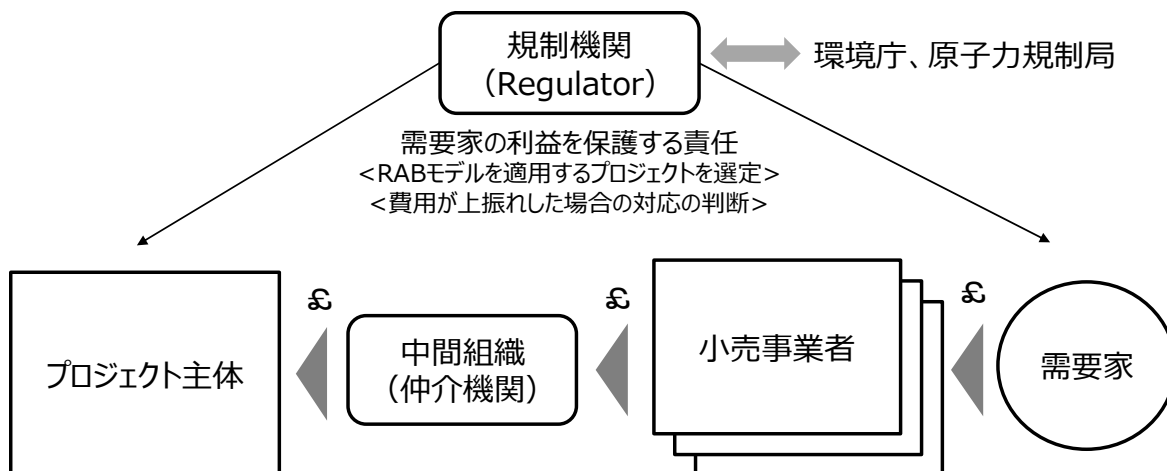 規制機関
（Regulator）
環境庁、原子力規制局
需要家の利益を保護する責任
<RABモデルを適用するプロジェクトを選定>
<費用が上振れした場合の対応の判断>
£
£
£
プロジェクト主体
中間組織
（仲介機関）
小売事業者
需要家